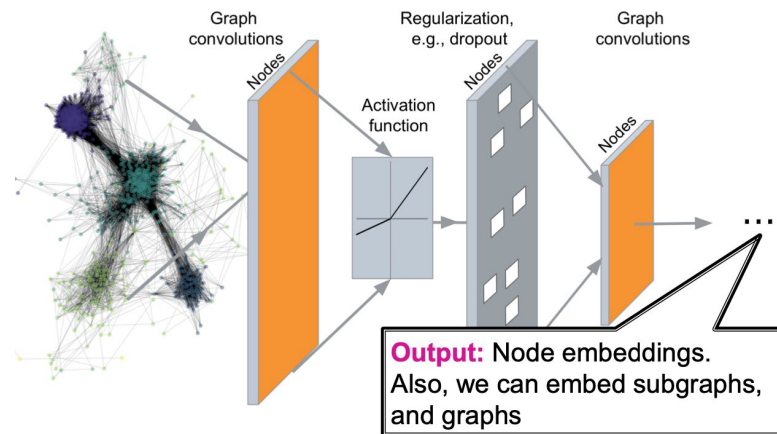 Graph
convolutions
Regularization,
e.g., dropout
Graph
convolutions
Nodes
Activation
function
Nodes
Nodes
...
Output: Node embeddings.
Also, we can embed subgraphs,
and graphs